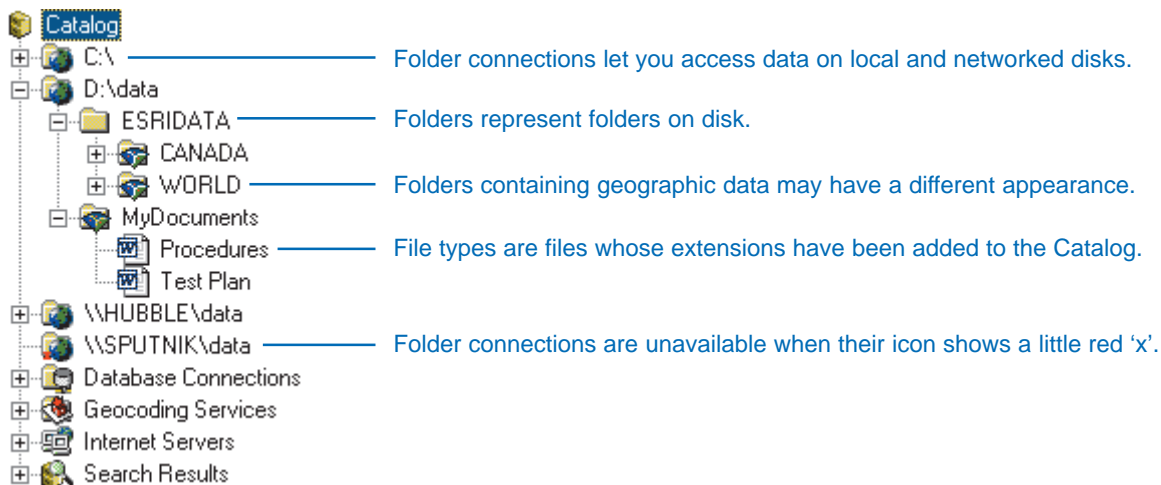 Catalog
C:\ Folder connections let you access data on local and networked disks.
D:\data
ESRIDATA Folders represent folders on disk.
CANADA
WORLD Folders containing geographic data may have a different appearance.
MyDocuments
Procedures File types are files whose extensions have been added to the Catalog.
Test Plan
\\HUBBLE\data
\\SPUTNIK\data Folder connections are unavailable when their icon shows a little red ‘x’.
Database Connections
Geocoding Services
Internet Servers
Search Results